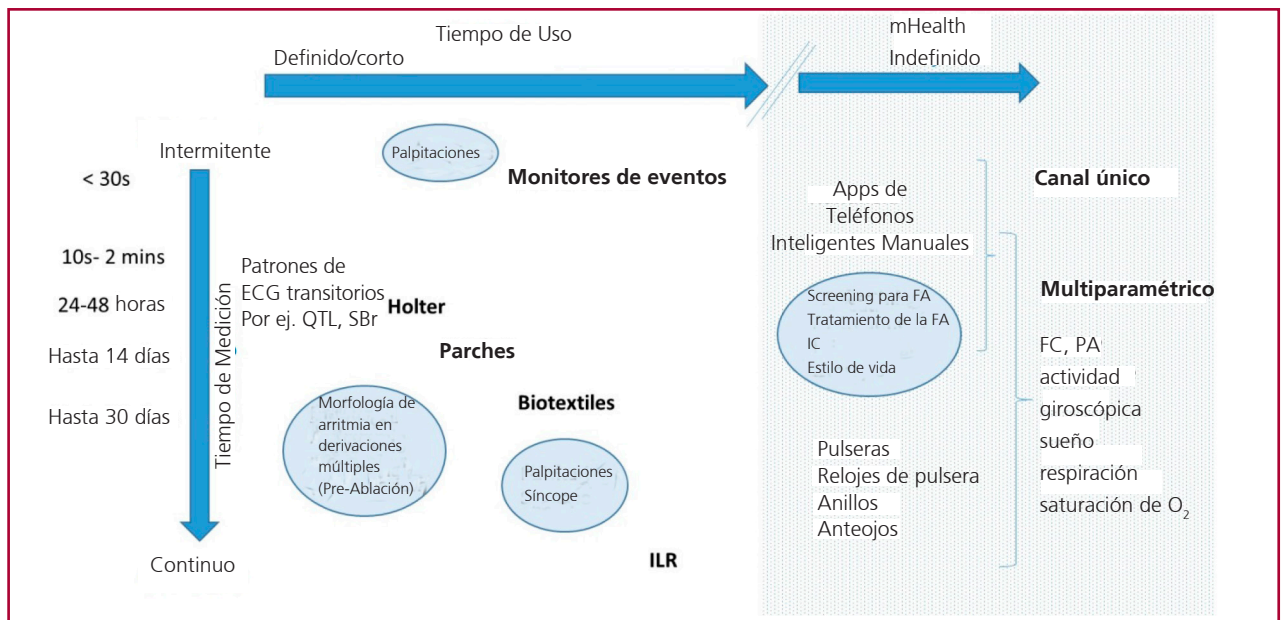 Tiempo de Uso
Definido/corto
mHealth
Indefinido
Intermitente
< 30s
10s- 2 mins
24-48 horas
Hasta 14 días
Hasta 30 días
Tiempo de Medición
Continuo
Palpitaciones
Monitores de eventos
Patrones de
ECG transitorios
Por ej. QTL, SBr
Holter
Parches
Biotextiles
Morfología de
arritmia en
derivaciones
múltiples
(Pre-Ablación)
Palpitaciones
Síncope
ILR
Apps de
Teléfonos
Inteligentes Manuales
Screening para FA
Tratamiento de la FA
IC
Estilo de vida
Pulseras
Relojes de pulsera
Anillos
Anteojos
Canal único
Multiparamétrico
FC, PA
actividad
giroscópica
sueño
respiración
saturación de O₂